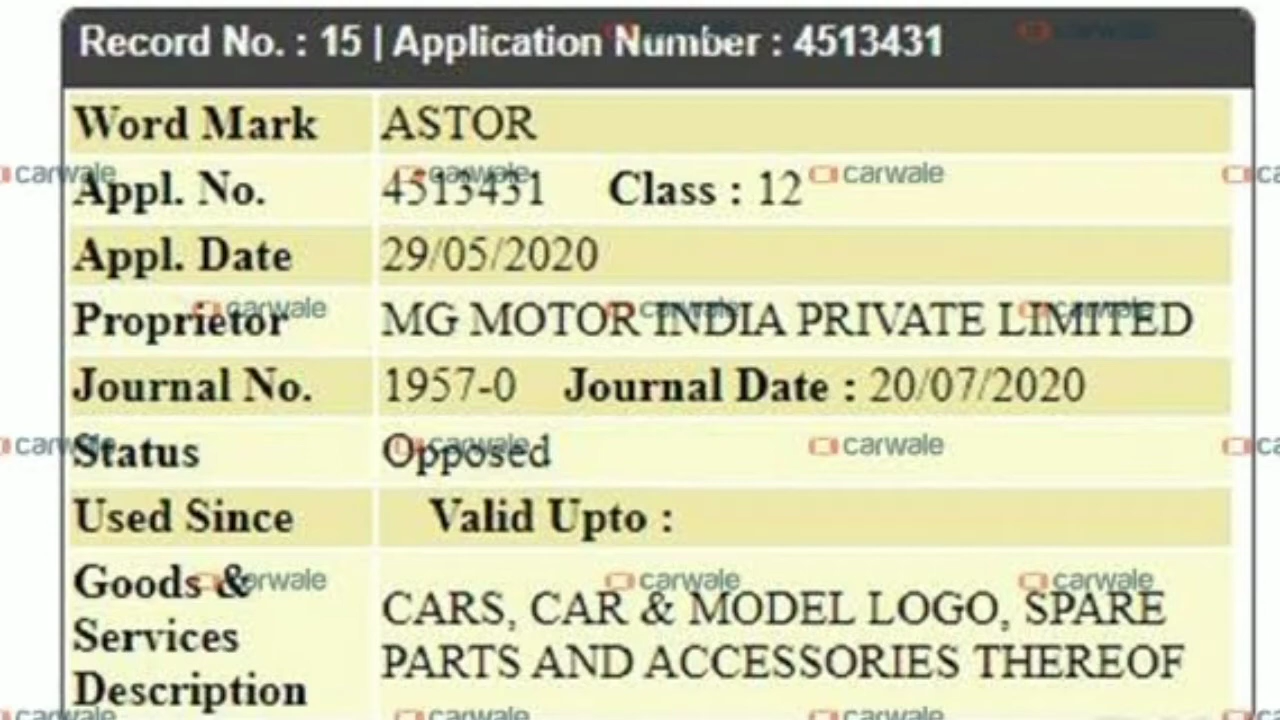 Record No. : 15 | Application Number : 4513431
Word Mark ASTOR
Appl. No. 4513431 Class : 12
Appl. Date 29/05/2020
Proprietor MG MOTOR INDIA PRIVATE LIMITED
Journal No. 1957-0 Journal Date : 20/07/2020
Status Opposed
Used Since Valid Upto :
Goods & Services Description CARS, CAR & MODEL LOGO, SPARE
PARTS AND ACCESSORIES THEREOF
carwale